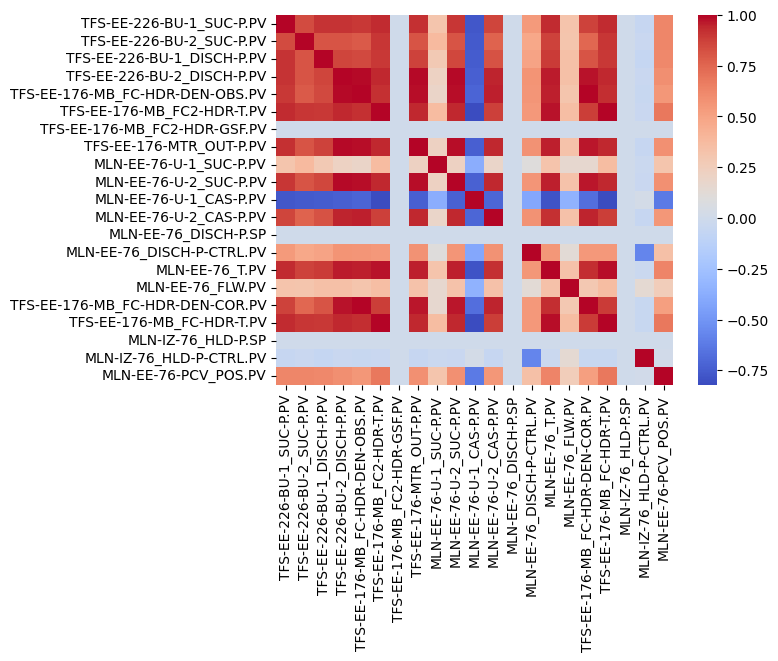 TFS-EE-226-BU-1_SUC-P.PV
TFS-EE-226-BU-2_SUC-P.PV
TFS-EE-226-BU-1_DISCH-P.PV
TFS-EE-226-BU-2_DISCH-P.PV
TFS-EE-176-MB_FC-HDR-DEN-OBS.PV
TFS-EE-176-MB_FC2-HDR-T.PV
TFS-EE-176-MB_FC2-HDR-GSF.PV
TFS-EE-176-MTR_OUT-P.PV
MLN-EE-76-U-1_SUC-P.PV
MLN-EE-76-U-2_SUC-P.PV
MLN-EE-76-U-1_CAS-P.PV
MLN-EE-76-U-2_CAS-P.PV
MLN-EE-76_DISCH-P.SP
MLN-EE-76_DISCH-P-CTRL.PV
MLN-EE-76_T.PV
MLN-EE-76_FLW.PV
TFS-EE-176-MB_FC-HDR-DEN-COR.PV
TFS-EE-176-MB_FC-HDR-T.PV
MLN-IZ-76_HLD-P.SP
MLN-IZ-76_HLD-P-CTRL.PV
MLN-EE-76-PCV_POS.PV
1.00
0.75
0.50
0.25
0.00
−0.25
−0.50
−0.75
TFS-EE-226-BU-1_SUC-P.PV
TFS-EE-226-BU-2_SUC-P.PV
TFS-EE-226-BU-1_DISCH-P.PV
TFS-EE-226-BU-2_DISCH-P.PV
TFS-EE-176-MB_FC-HDR-DEN-OBS.PV
TFS-EE-176-MB_FC2-HDR-T.PV
TFS-EE-176-MB_FC2-HDR-GSF.PV
TFS-EE-176-MTR_OUT-P.PV
MLN-EE-76-U-1_SUC-P.PV
MLN-EE-76-U-2_SUC-P.PV
MLN-EE-76-U-1_CAS-P.PV
MLN-EE-76-U-2_CAS-P.PV
MLN-EE-76_DISCH-P.SP
MLN-EE-76_DISCH-P-CTRL.PV
MLN-EE-76_T.PV
MLN-EE-76_FLW.PV
TFS-EE-176-MB_FC-HDR-DEN-COR.PV
TFS-EE-176-MB_FC-HDR-T.PV
MLN-IZ-76_HLD-P.SP
MLN-IZ-76_HLD-P-CTRL.PV
MLN-EE-76-PCV_POS.PV